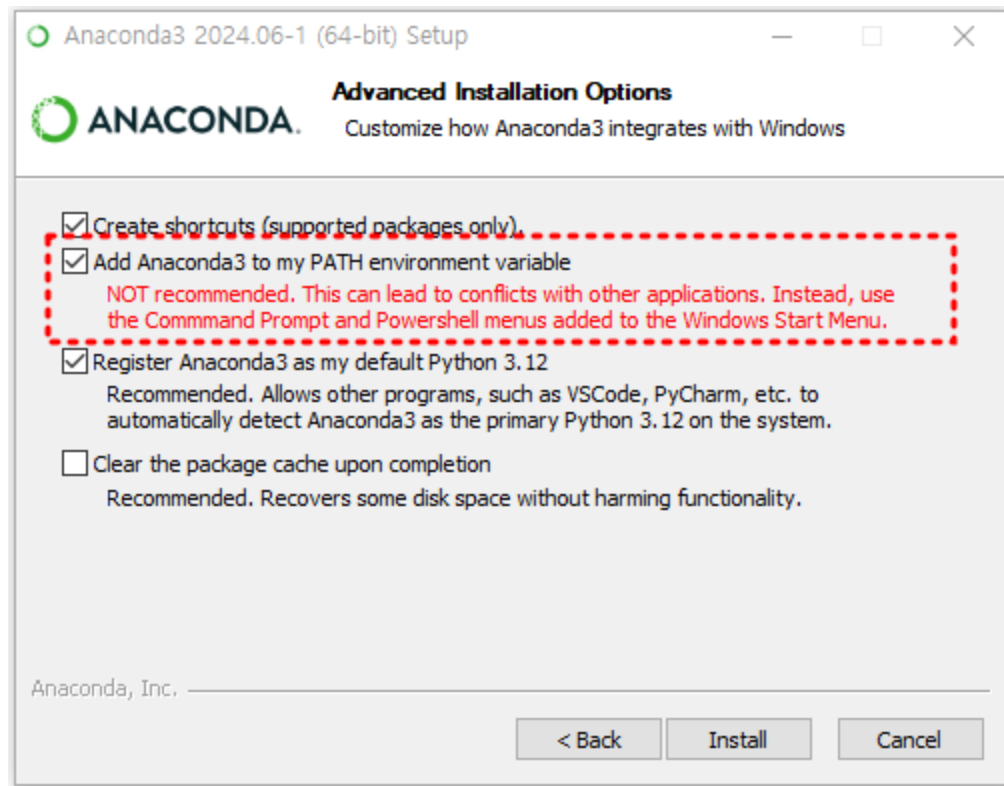 Anaconda3 2024.06-1 (64-bit) Setup
ANACONDA.
Advanced Installation Options
Customize how Anaconda3 integrates with Windows
Create shortcuts (supported packages only).
Add Anaconda3 to my PATH environment variable
NOT recommended. This can lead to conflicts with other applications. Instead, use
the Commmand Prompt and Powershell menus added to the Windows Start Menu.
Register Anaconda3 as my default Python 3.12
Recommended. Allows other programs, such as VSCode, PyCharm, etc. to
automatically detect Anaconda3 as the primary Python 3.12 on the system.
Clear the package cache upon completion
Recommended. Recovers some disk space without harming functionality.
Anaconda, Inc.
< Back
Install
Cancel